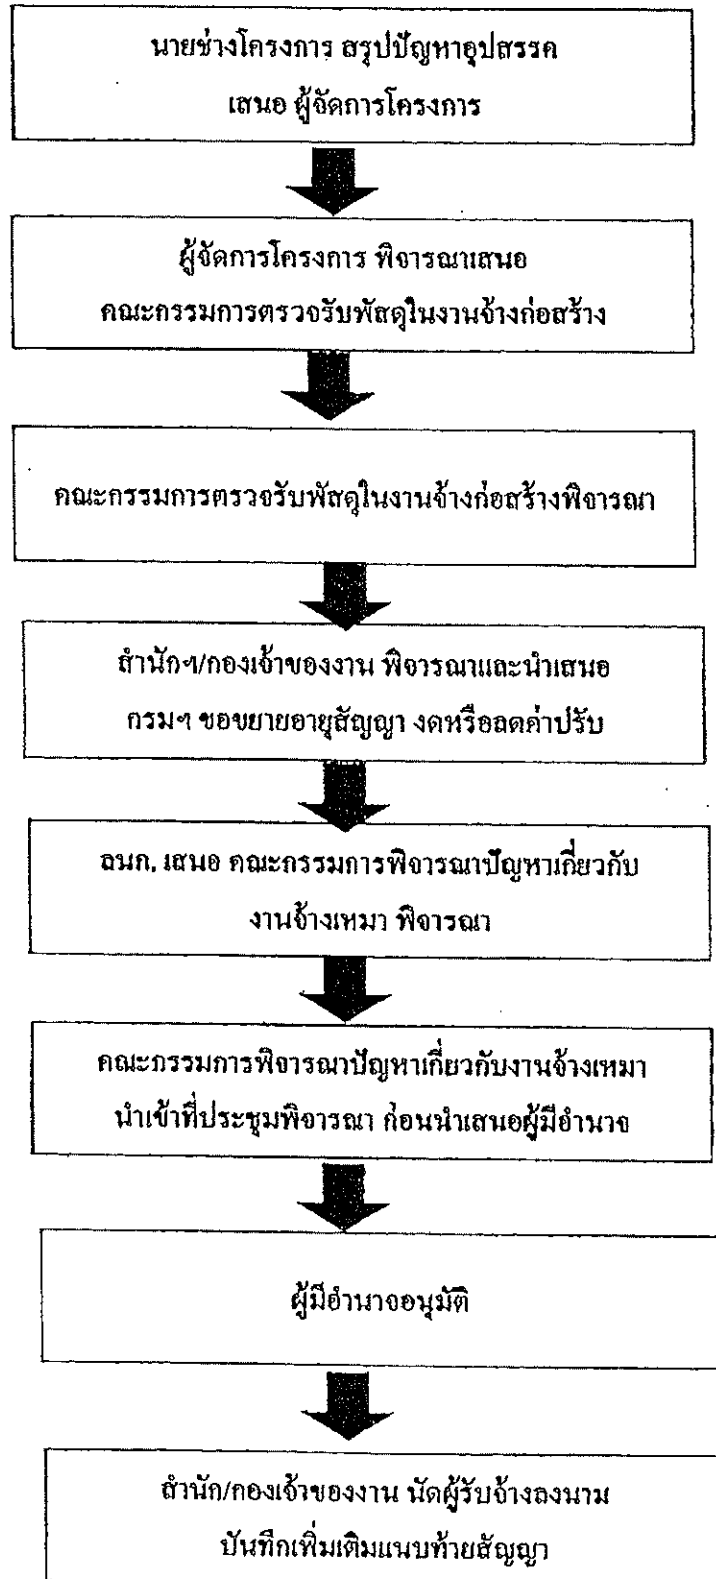 นายช่างโครงการ สรุปปัญหาอุปสรรค
เสนอ ผู้จัดการโครงการ
ผู้จัดการโครงการ พิจารณาเสนอ
คณะกรรมการตรวจรับพัสดุในงานจ้างก่อสร้าง
คณะกรรมการตรวจรับพัสดุในงานจ้างก่อสร้างพิจารณา
สำนักฯ/กองเจ้าของงาน พิจารณาและนำเสนอ
กรมฯ ขอขยายอายุสัญญา งดหรือลดค่าปรับ
ลนก. เสนอ คณะกรรมการพิจารณาปัญหาเกี่ยวกับ
งานจ้างเหมา พิจารณา
คณะกรรมการพิจารณาปัญหาเกี่ยวกับงานจ้างเหมา
นำเข้าที่ประชุมพิจารณา ก่อนนำเสนอผู้มีอำนาจ
ผู้มีอำนาจอนุมัติ
สำนัก/กองเจ้าของงาน นัดผู้รับจ้างลงนาม
บันทึกเพิ่มเติมแนบท้ายสัญญา